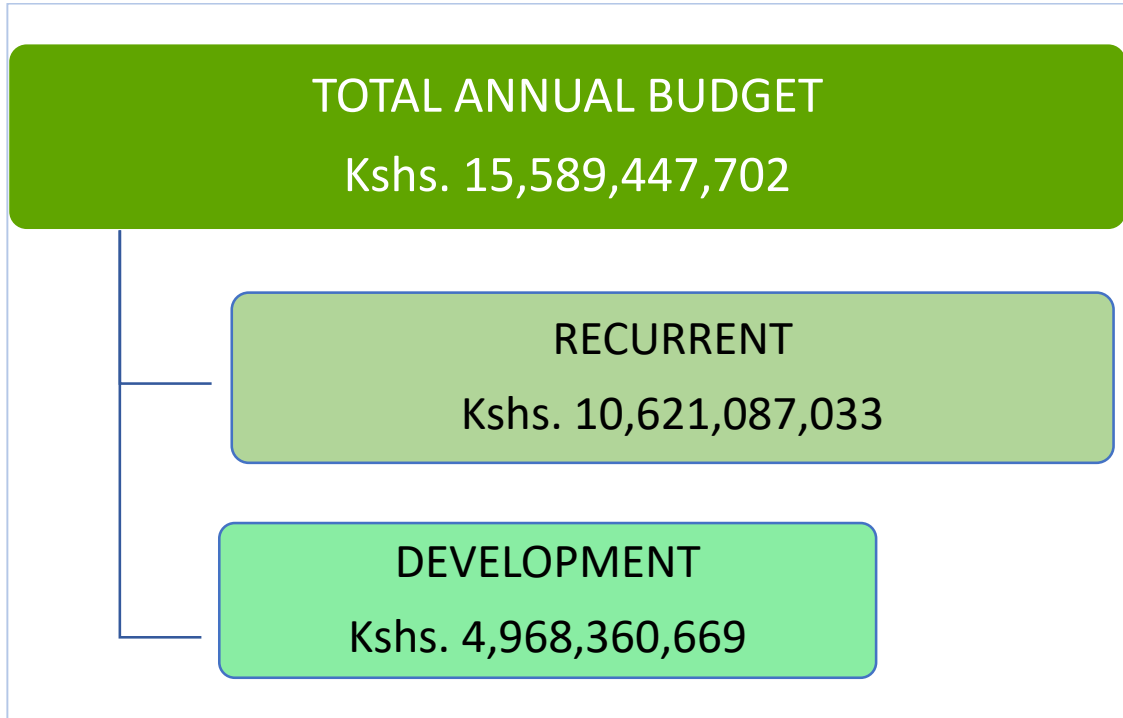 TOTAL ANNUAL BUDGET
Kshs. 15,589,447,702
RECURRENT
Kshs. 10,621,087,033
DEVELOPMENT
Kshs. 4,968,360,669